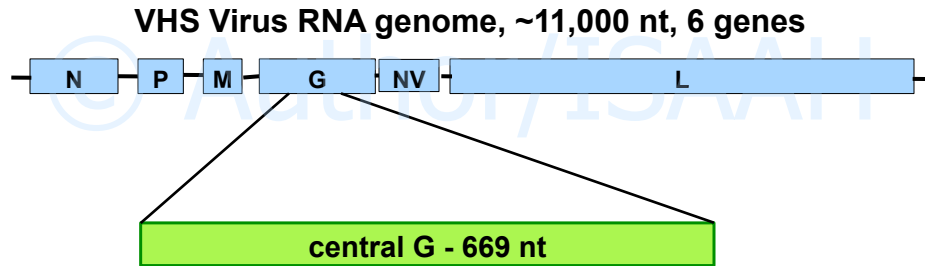 VHS Virus RNA genome, ~11,000 nt, 6 genes
© Author/ISAAH
N P M G NV L
central G - 669 nt